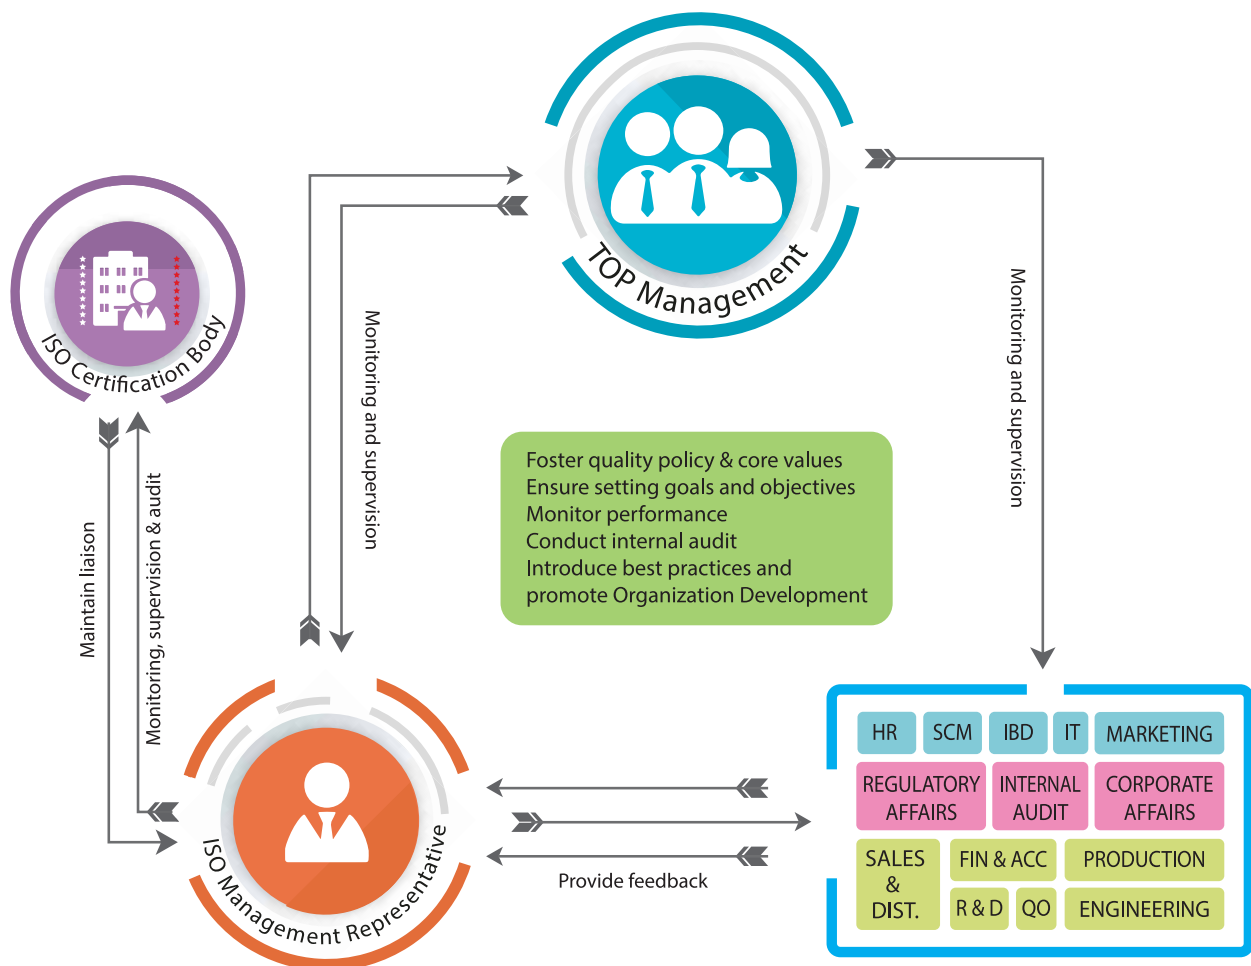 TOP Management
ISO Certification Body
Monitoring and supervision
Monitoring and supervision
Maintain liaison
Monitoring, supervision & audit
Foster quality policy & core values
Ensure setting goals and objectives
Monitor performance
Conduct internal audit
Introduce best practices and
promote Organization Development
ISO Management Representative
Provide feedback
HR
SCM
IBD
IT
MARKETING
REGULATORY
AFFAIRS
INTERNAL
AUDIT
CORPORATE
AFFAIRS
SALES
&
DIST.
FIN & ACC
PRODUCTION
R & D
QO
ENGINEERING